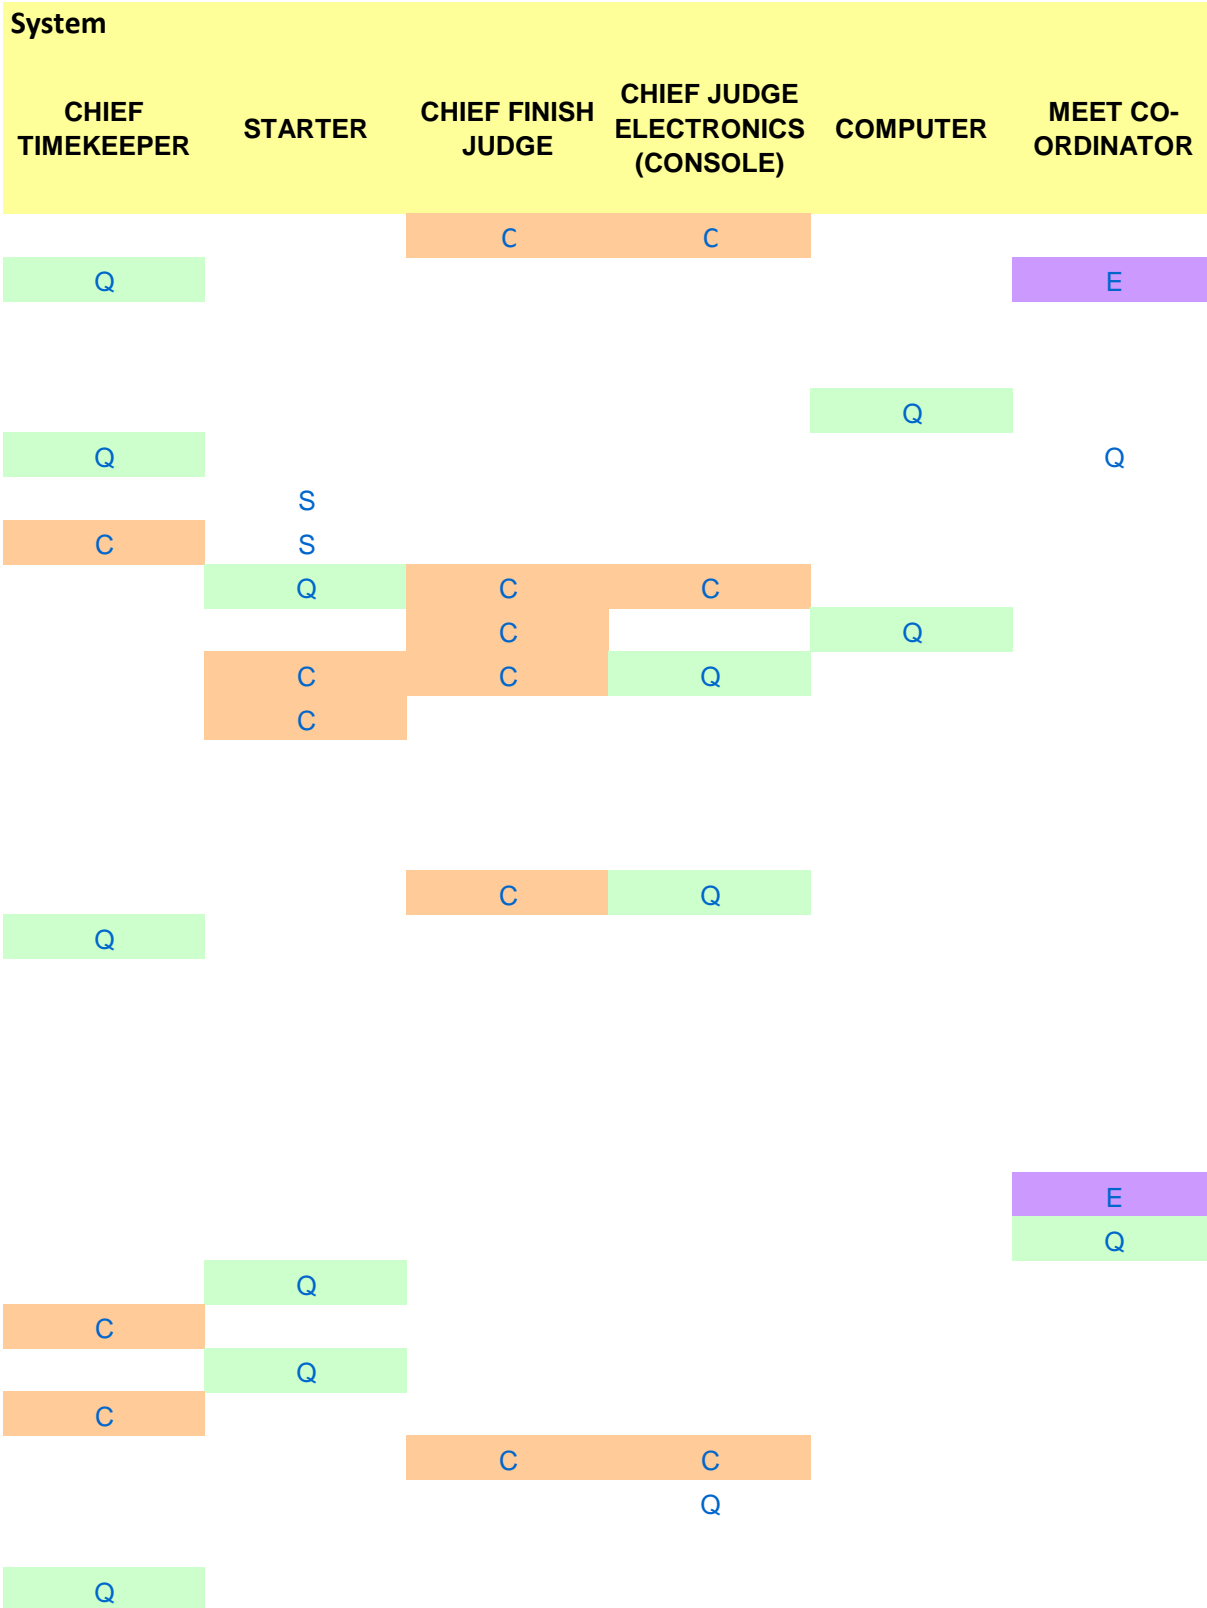 System
CHIEF TIMEKEEPER STARTER CHIEF FINISH JUDGE CHIEF JUDGE ELECTRONICS (CONSOLE) COMPUTER MEET CO-ORDINATOR
C C
Q E
Q
Q Q
S
C S
Q C C
C Q
C C Q
C
C Q
Q
E
Q
Q
C
Q
C
C C
Q
Q